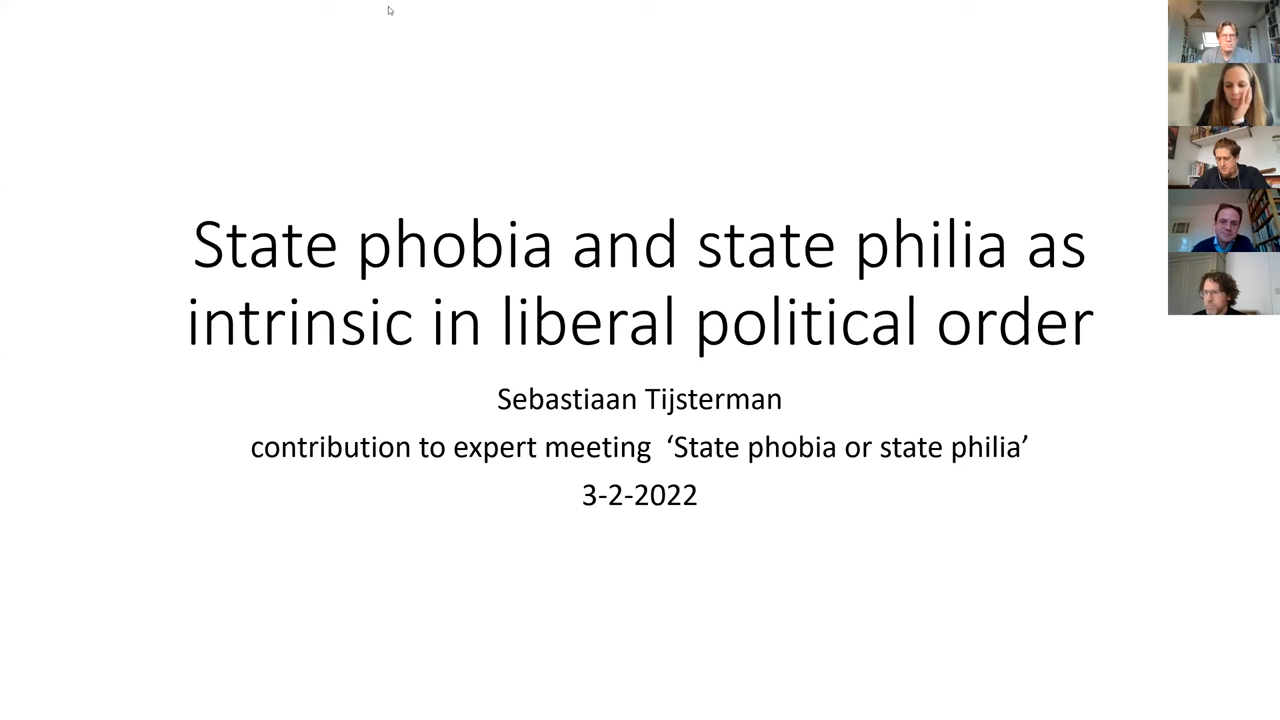 State phobia and state philia as
intrinsic in liberal political order
Sebastiaan Tijsterman
contribution to expert meeting ‘State phobia or state philia’
3-2-2022